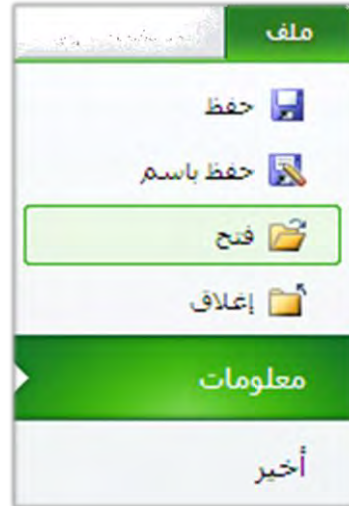 ملف
حفظ
حفظ باسم
فتح
إغلاق
معلومات
أخير